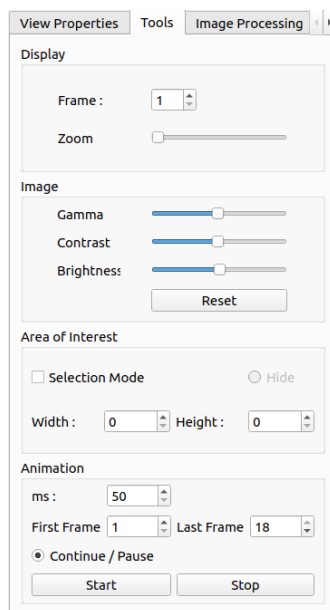 View Properties Tools Image Processing
Display
Frame : 1
Zoom
Image
Gamma
Contrast
Brightness
Reset
Area of Interest
Selection Mode Hide
Width : 0 Height : 0
Animation
ms : 50
First Frame 1 Last Frame 18
Continue / Pause
Start Stop